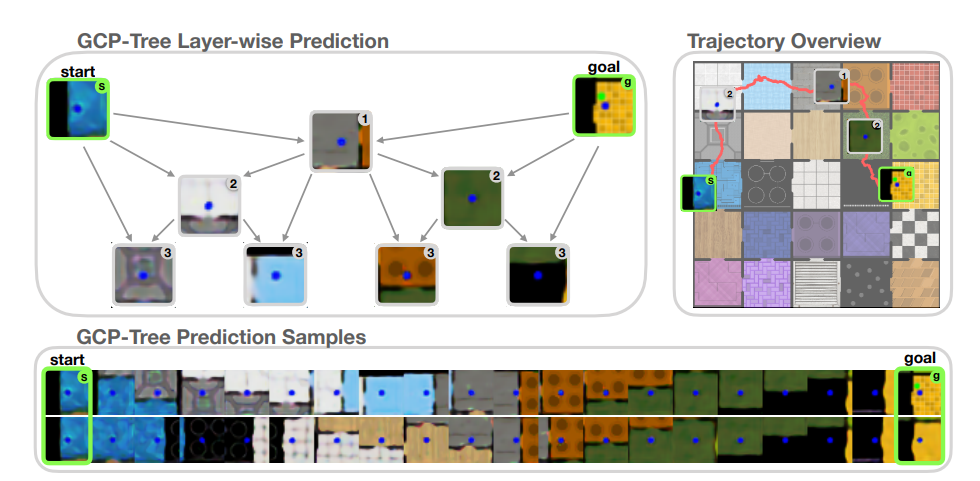 GCP-Tree Layer-wise Prediction
Trajectory Overview
start
goal
s
g
1
2
2
3
3
3
3
1
2
2
s
g
GCP-Tree Prediction Samples
start
goal
s
g